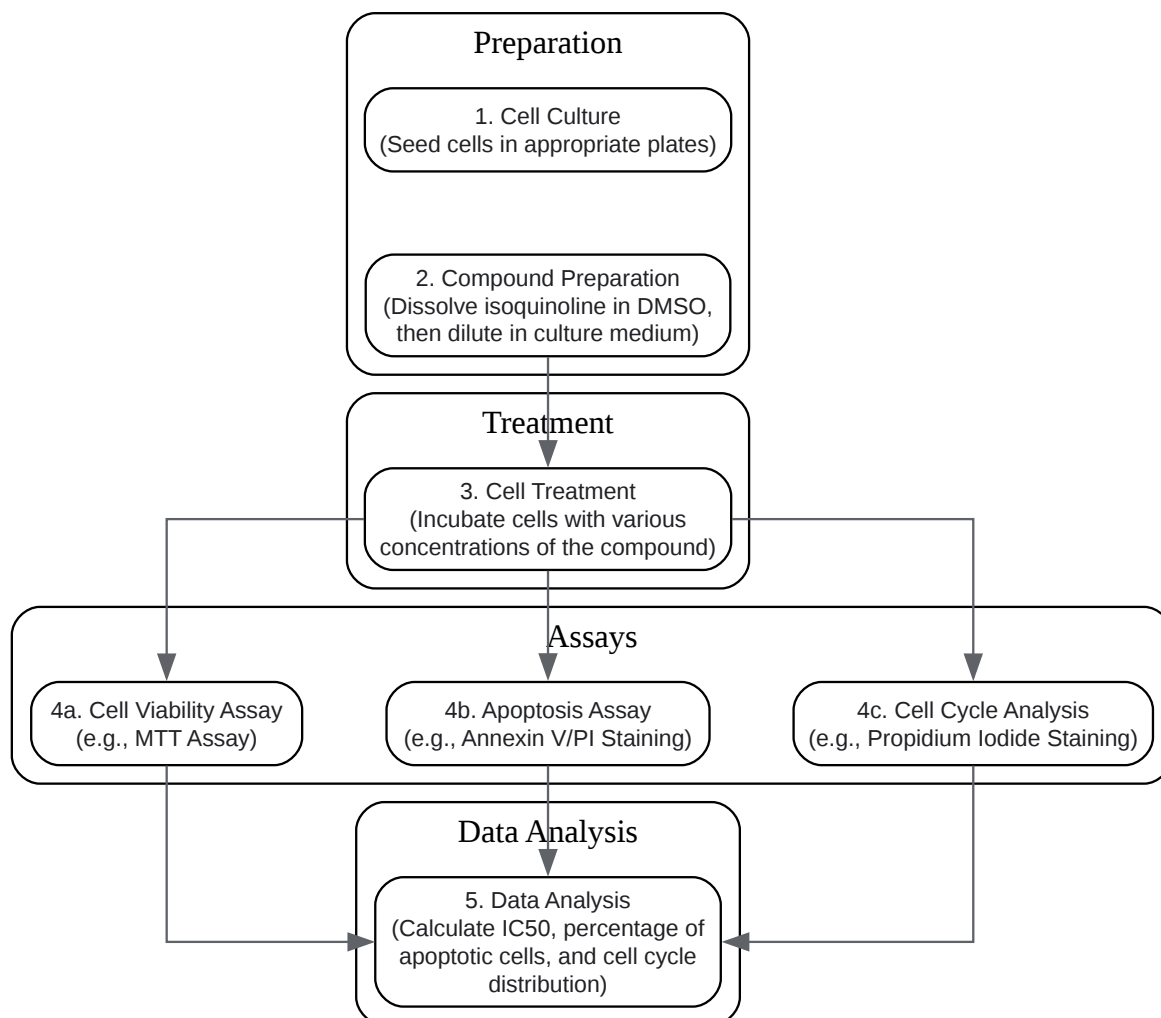 Preparation
1. Cell Culture
(Seed cells in appropriate plates)
2. Compound Preparation
(Dissolve isoquinoline in DMSO,
then dilute in culture medium)
Treatment
3. Cell Treatment
(Incubate cells with various
concentrations of the compound)
Assays
4a. Cell Viability Assay
(e.g., MTT Assay)
4b. Apoptosis Assay
(e.g., Annexin V/PI Staining)
4c. Cell Cycle Analysis
(e.g., Propidium Iodide Staining)
Data Analysis
5. Data Analysis
(Calculate IC50, percentage of
apoptotic cells, and cell cycle
distribution)